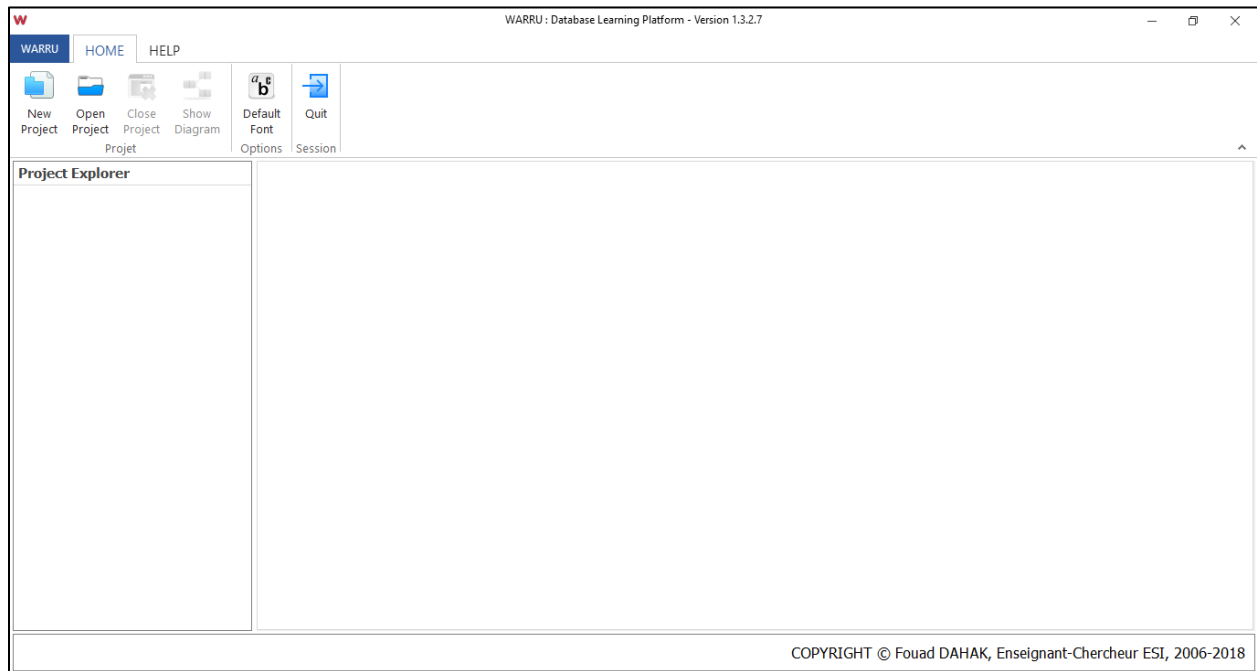 W
WARRU : Database Learning Platform - Version 1.3.2.7
WARRU HOME HELP
New Project
Open Project
Close Project
Show Diagram
Default Font
Quit
Projet
Options
Session
Project Explorer
COPYRIGHT © Fouad DAHAK, Enseignant-Chercheur ESI, 2006-2018